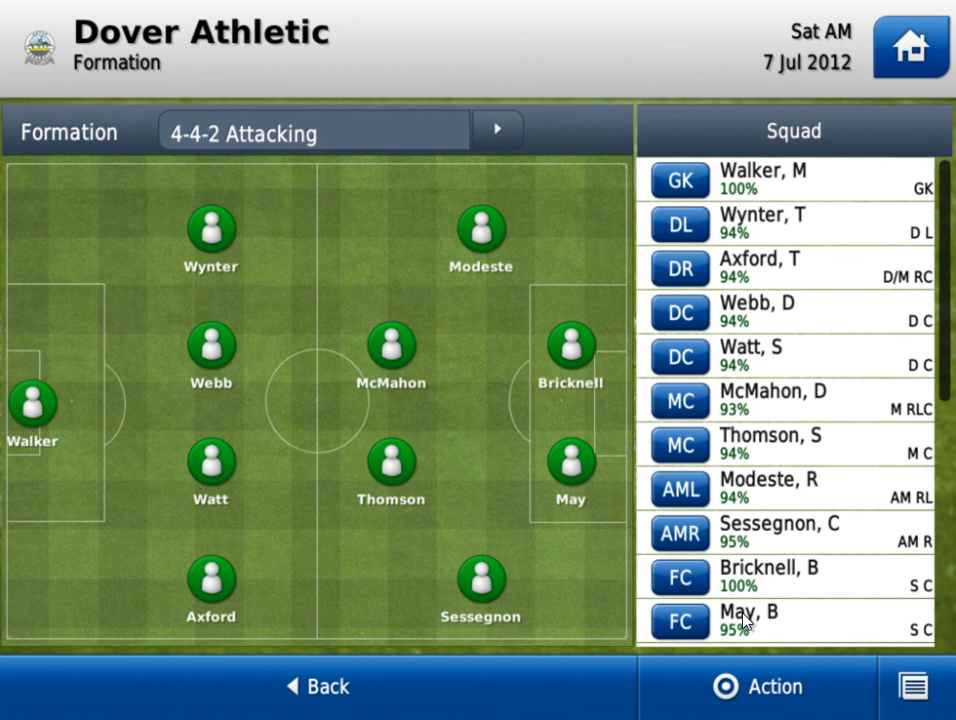 Dover Athletic
Formation
Sat AM
7 Jul 2012
Formation
4-4-2 Attacking
Squad
Wynter
Modeste
Webb
McMahon
Bricknell
Walker
Watt
Thomson
May
Axford
Sessegnon
GK Walker, M
100% GK
DL Wynter, T
94% D L
DR Axford, T
94% D/M RC
DC Webb, D
94% D C
DC Watt, S
94% D C
MC McMahon, D
93% M RLC
MC Thomson, S
94% M C
AML Modeste, R
94% AM RL
AMR Sessegnon, C
95% AM R
FC Bricknell, B
100% S C
FC May, B
95% S C
Back
Action